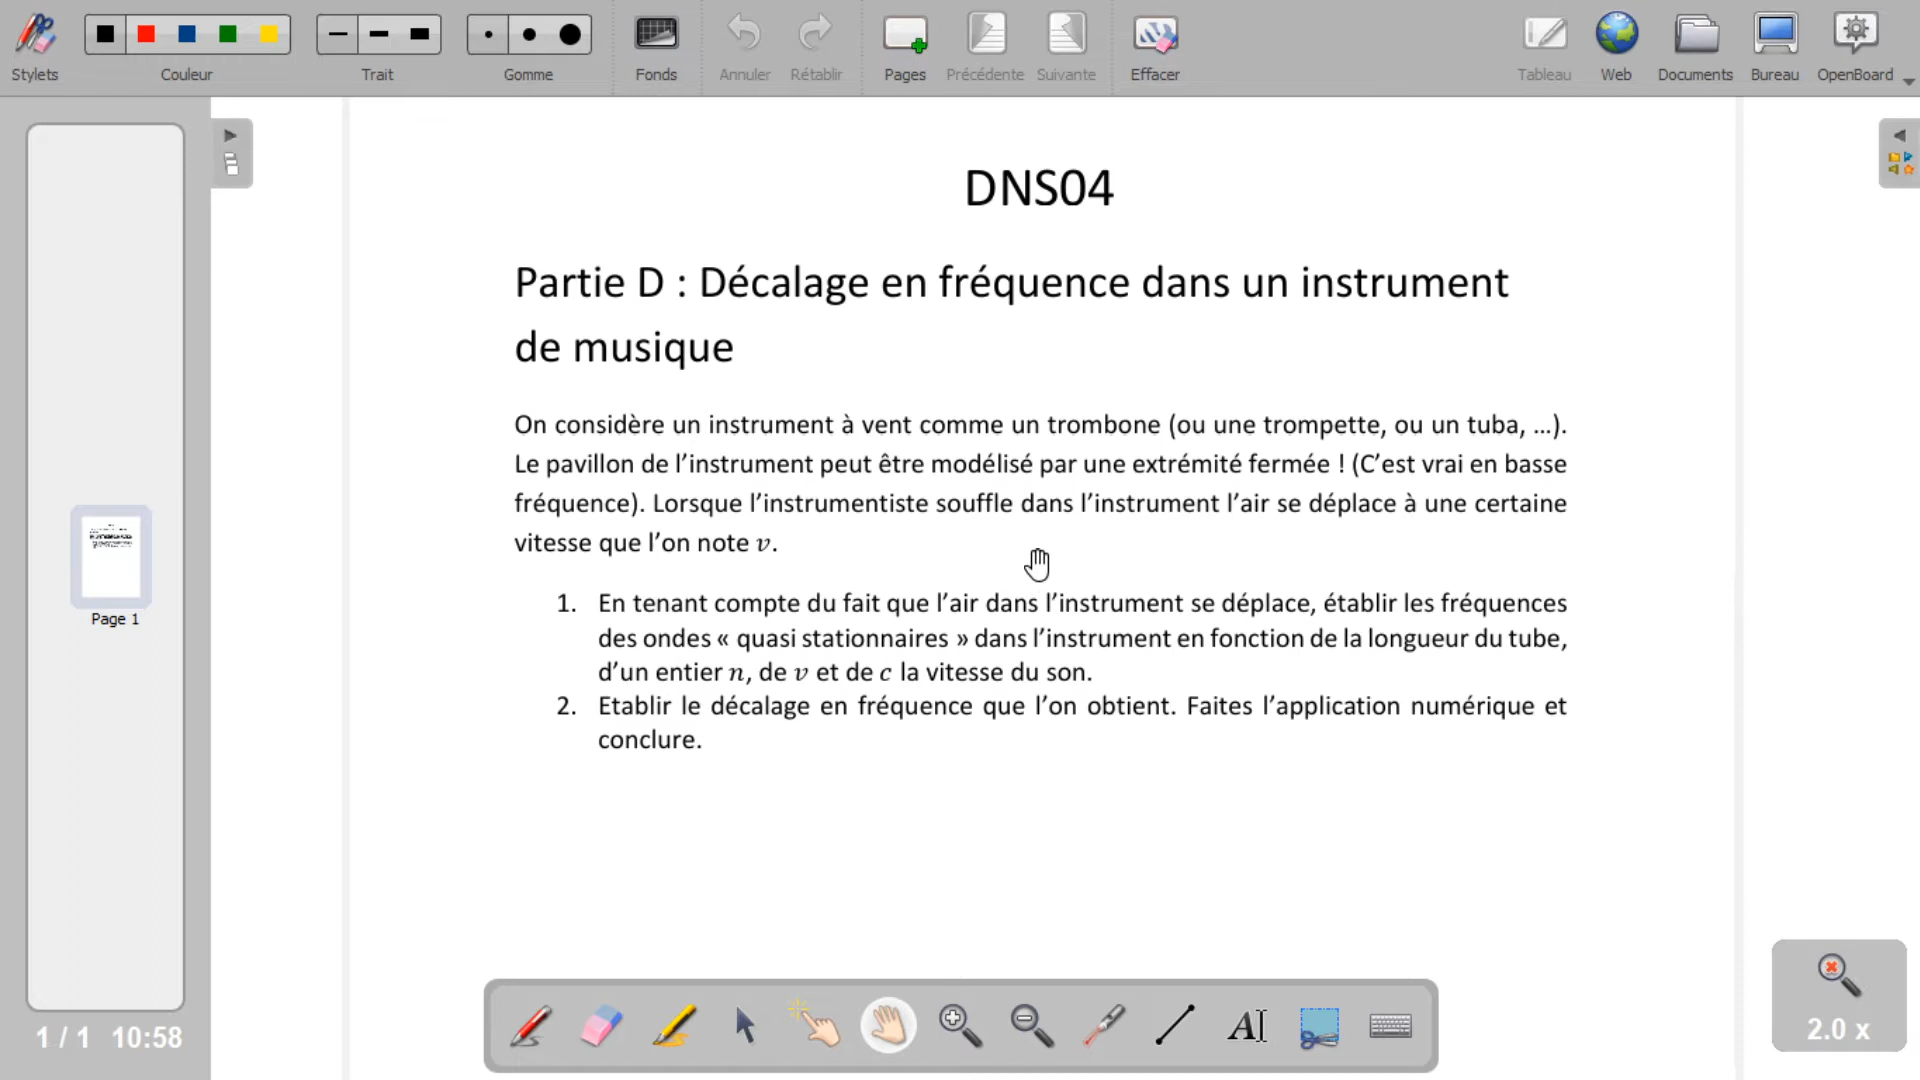 Stylets
Couleur
Trait
Gomme
Fonds
Annuler
Rétablir
Pages
Précédente
Suivante
Effacer
Tableau
Web
Documents
Bureau
OpenBoard
DNS04
Partie D : Décalage en fréquence dans un instrument
de musique
On considère un instrument à vent comme un trombone (ou une trompette, ou un tuba, ...).
Le pavillon de l’instrument peut être modélisé par une extrémité fermée ! (C’est vrai en basse
fréquence). Lorsque l’instrumentiste souffle dans l’instrument l’air se déplace à une certaine
vitesse que l’on note v.
1. En tenant compte du fait que l’air dans l’instrument se déplace, établir les fréquences
des ondes « quasi stationnaires » dans l’instrument en fonction de la longueur du tube,
d’un entier n, de v et de c la vitesse du son.
2. Etablir le décalage en fréquence que l’on obtient. Faites l’application numérique et
conclure.
Page 1
1 / 1 10:58
2.0 x